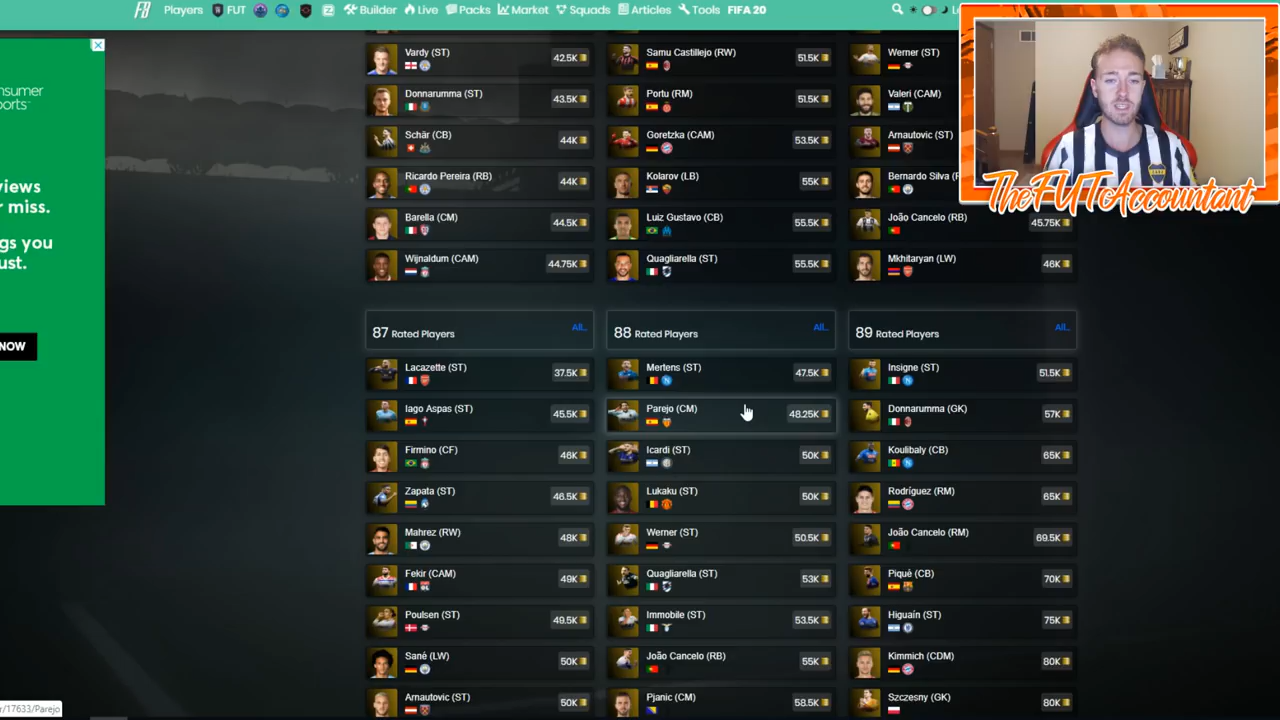 F8 Players FUT Builder Live Packs Market Squads Articles Tools FIFA 20
TheFUTAccountant
nsumer
ports™
views
r miss.
ngs you
ust.
NOW
Vardy (ST) 42.5K
Donnarumma (ST) 43.5K
Schär (CB) 44K
Ricardo Pereira (RB) 44K
Barella (CM) 44.5K
Wijnaldum (CAM) 44.75K
Samu Castillejo (RW) 51.5K
Portu (RM) 51.5K
Goretzka (CAM) 53.5K
Kolarov (LB) 55K
Luiz Gustavo (CB) 55.5K
Quagliarella (ST) 55.5K
Werner (ST)
Valeri (CAM)
Arnautovic (ST)
Bernardo Silva (
João Cancelo (RB) 45.75K
Mkhitaryan (LW) 46K
87 Rated Players All..
Lacazette (ST) 37.5K
Iago Aspas (ST) 45.5K
Firmino (CF) 46K
Zapata (ST) 46.5K
Mahrez (RW) 48K
Fekir (CAM) 49K
Poulsen (ST) 49.5K
Sané (LW) 50K
Arnautovic (ST) 50K
88 Rated Players All..
Mertens (ST) 47.5K
Parejo (CM) 48.25K
Icardi (ST) 50K
Lukaku (ST) 50K
Werner (ST) 50.5K
Quagliarella (ST) 53K
Immobile (ST) 53.5K
João Cancelo (RB) 55K
Pjanic (CM) 58.5K
89 Rated Players All..
Insigne (ST) 51.5K
Donnarumma (GK) 57K
Koulibaly (CB) 65K
Rodríguez (RM) 65K
João Cancelo (RM) 69.5K
Piqué (CB) 70K
Higuaín (ST) 75K
Kimmich (CDM) 80K
Szczesny (GK) 80K
r/17633/Parejo